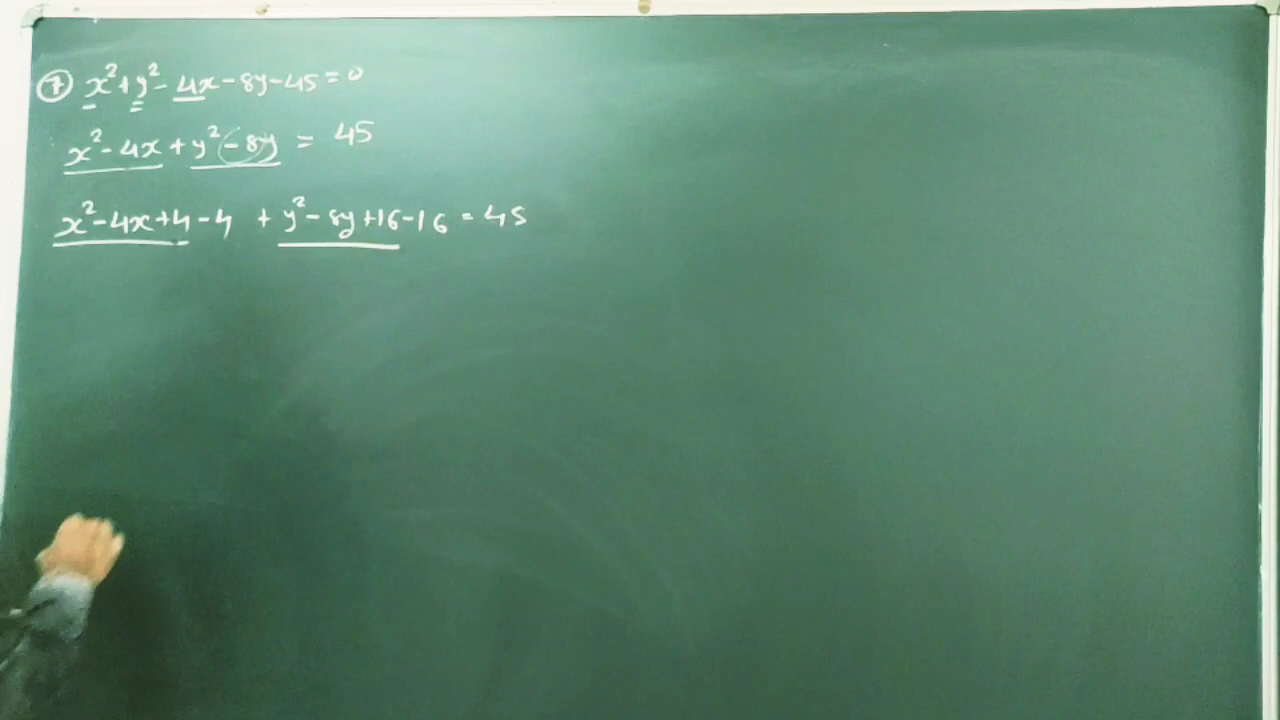 ⑦ x² + y² - 4x - 8y - 45 = 0
x² - 4x + y² - 8y = 45
x² - 4x + 4 - 4 + y² - 8y + 16 - 16 = 45